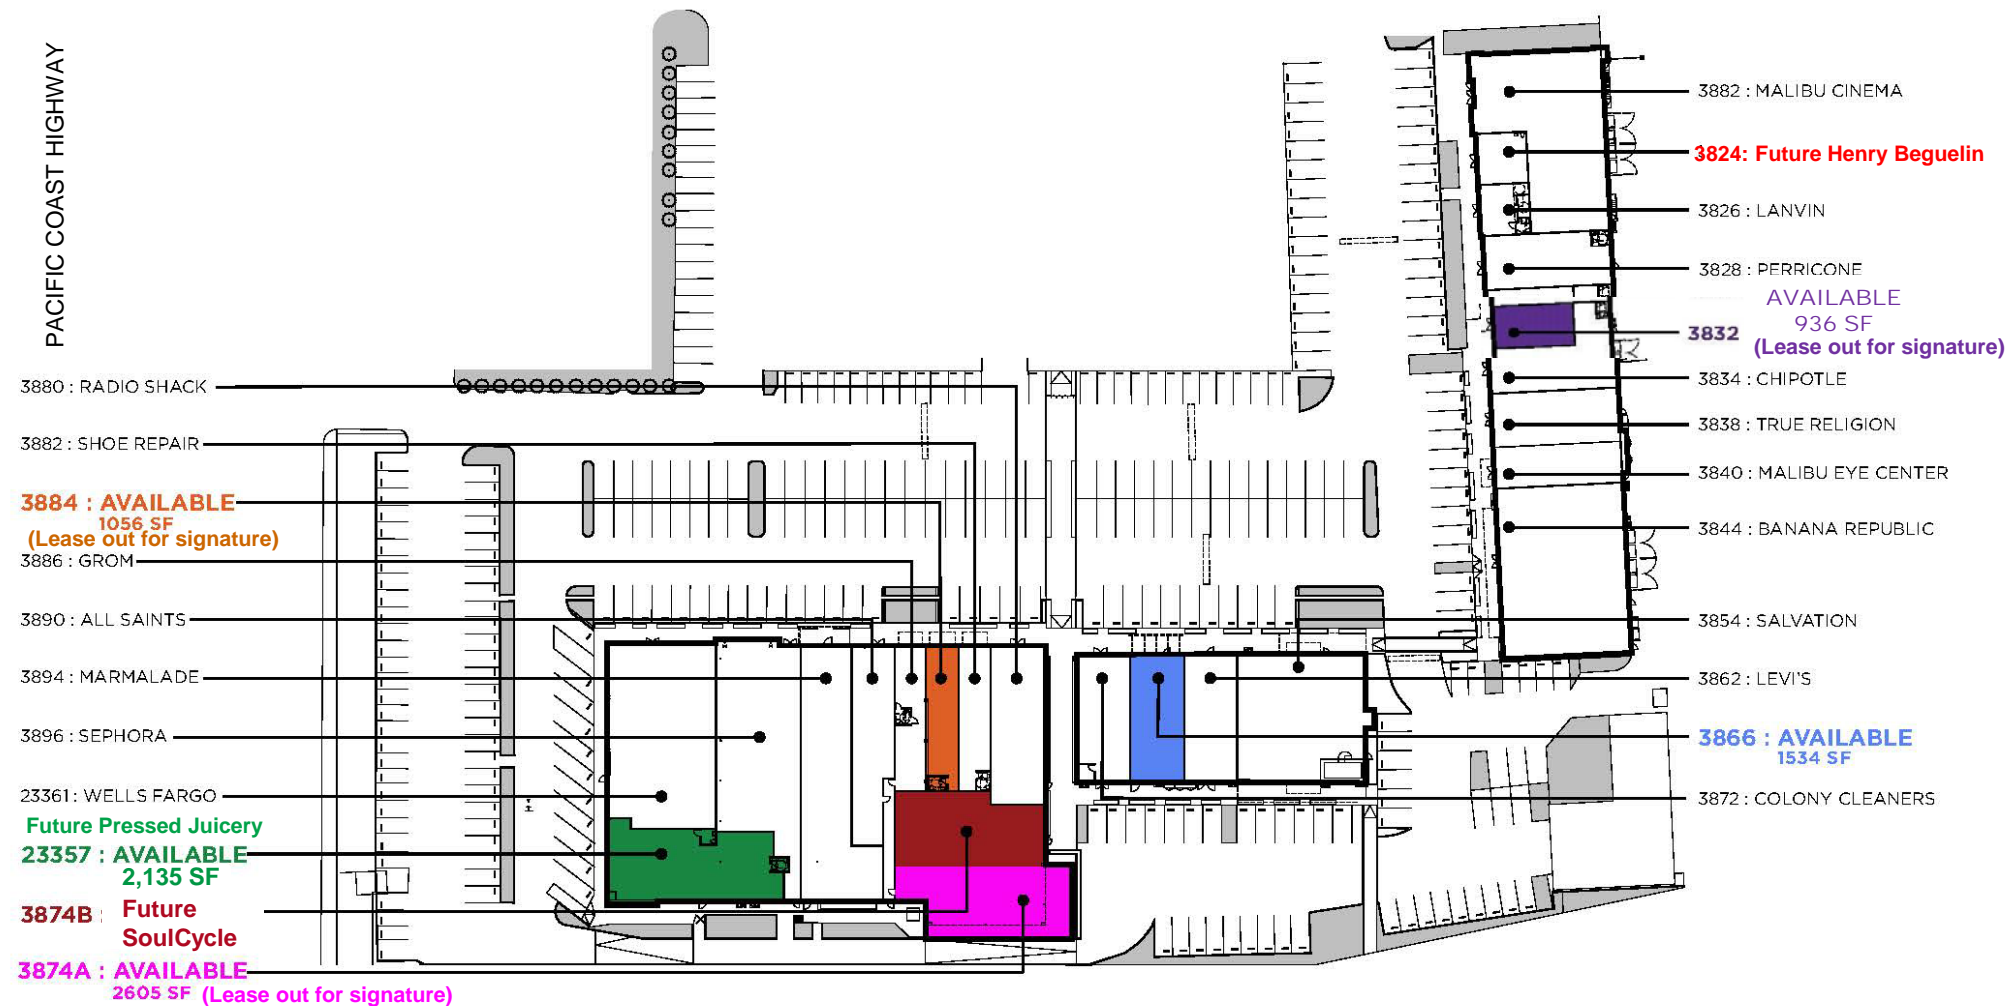 PACIFIC COAST HIGHWAY
3880 : RADIO SHACK
3882 : SHOE REPAIR
3884 : AVAILABLE
1056 SF
(Lease out for signature)
3886 : GROM
3890 : ALL SAINTS
3894 : MARMALADE
3896 : SEPHORA
23361 : WELLS FARGO
Future Pressed Juicery
23357 : AVAILABLE
2,135 SF
3874B : Future
SoulCycle
3874A : AVAILABLE
2605 SF (Lease out for signature)
3882 : MALIBU CINEMA
3824: Future Henry Beguelin
3826 : LANVIN
3828 : PERRICONE
AVAILABLE
936 SF
3832
(Lease out for signature)
3834 : CHIPOTLE
3838 : TRUE RELIGION
3840 : MALIBU EYE CENTER
3844 : BANANA REPUBLIC
3854 : SALVATION
3862 : LEVI'S
3866 : AVAILABLE
1534 SF
3872 : COLONY CLEANERS